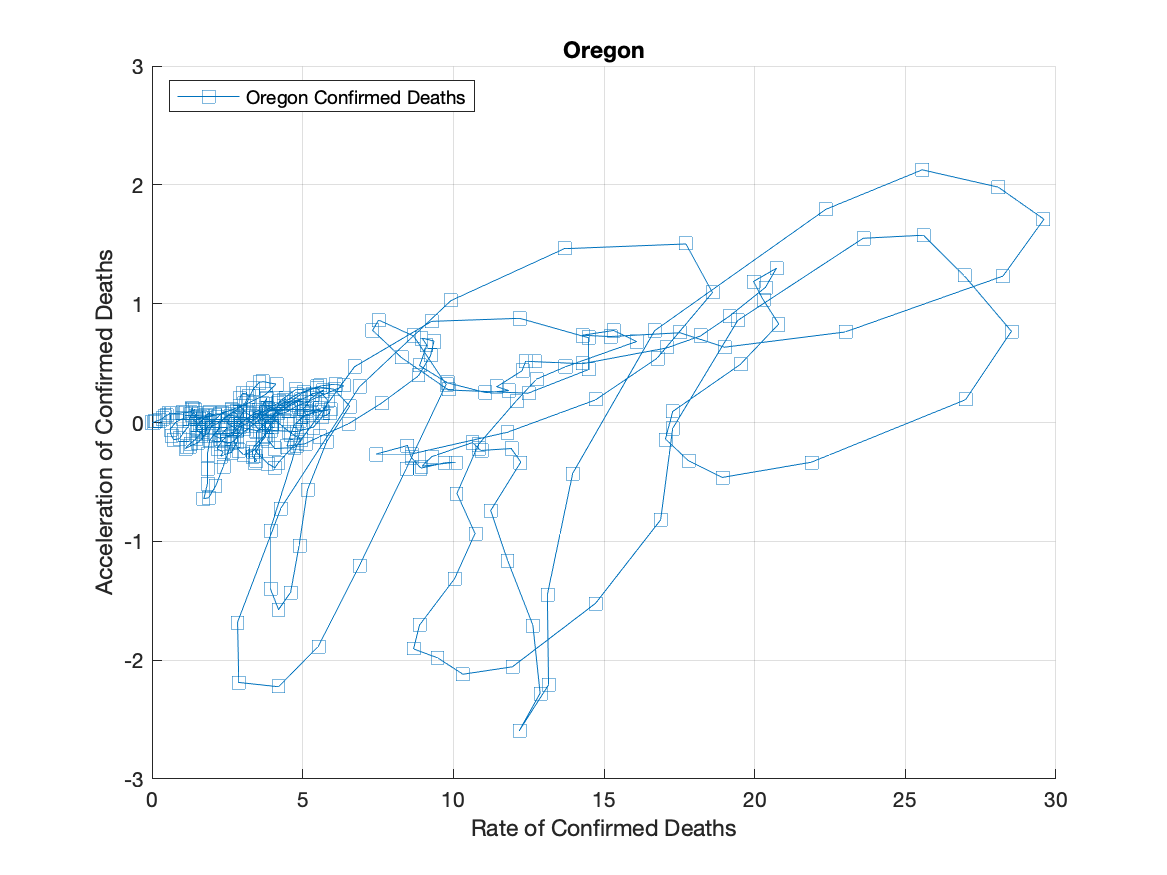 Oregon
Oregon Confirmed Deaths
3
2
1
0
-1
-2
-3
Acceleration of Confirmed Deaths
0 5 10 15 20 25 30
Rate of Confirmed Deaths